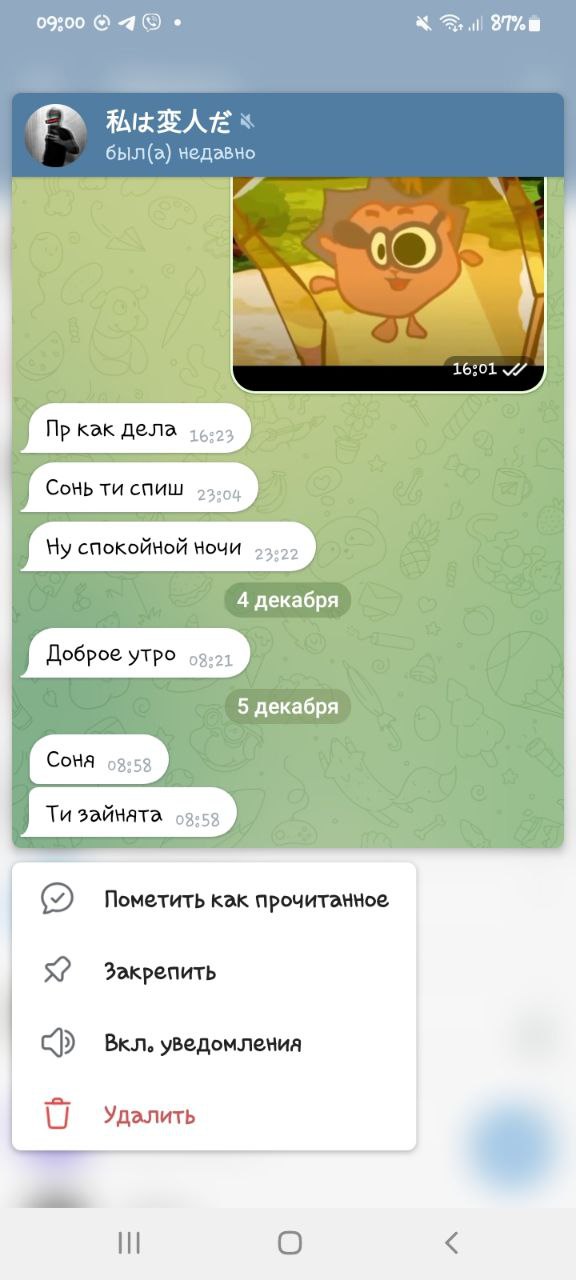 09:00
87%
私は変人だ
был(а) недавно
16:01
Пр как дела 16:23
Сонь ти спиш 23:04
Ну спокойной ночи 23:22
4 декабря
Доброе утро 08:21
5 декабря
Соня 08:58
Ти зайнята 08:58
Пометить как прочитанное
Закрепить
Вкл. уведомления
Удалить